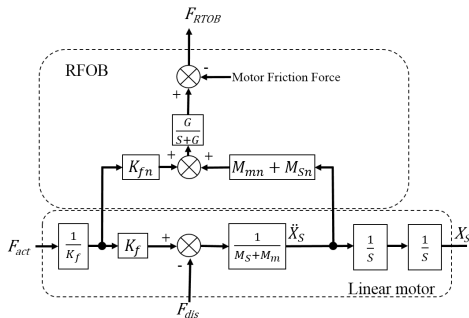 F_RTOB
RFOB
-
Motor Friction Force
+
G
S+G
+
+
K_fn
M_mn + M_Sn
F_act
1
K_f
K_f
+
-
1
M_S+M_m
Ẍ_S
1
S
1
S
X_S
Linear motor
F_dis